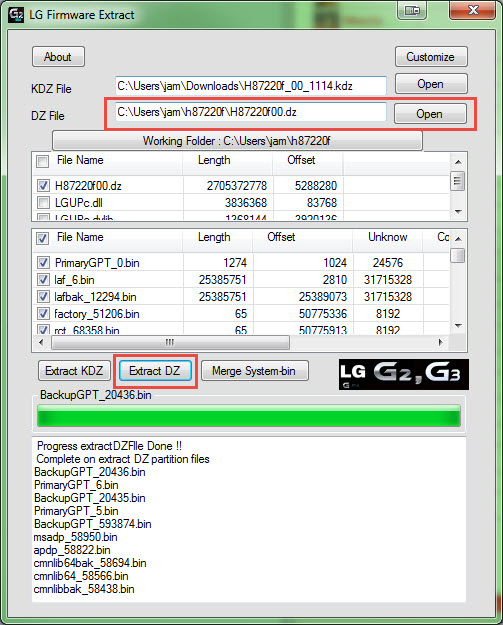 LG Firmware Extract
About
Customize
KDZ File
C:\Users\jam\Downloads\H87220f_00_1114.kdz
Open
DZ File
C:\Users\jam\h87220f\H87220f00.dz
Open
Working Folder : C:\Users\jam\h87220f
File Name Length Offset
H87220f00.dz 2705372778 5288280
LGUPc.dll 3836368 83768
LGUPc.dylib 1368144 3920136
File Name Length Offset Unknow Co
PrimaryGPT_0.bin 1274 1024 24576
laf_6.bin 25385751 2810 31715328
lafbak_12294.bin 25385751 25389073 31715328
factory_51206.bin 65 50775336 8192
rct_68358.bin 65 50775913 8192
Extract KDZ
Extract DZ
Merge System-bin
LG G2,G3
BackupGPT_20436.bin
Progress extractDZFIle Done !!
Complete on extract DZ partition files
BackupGPT_20436.bin
PrimaryGPT_6.bin
BackupGPT_20435.bin
PrimaryGPT_5.bin
BackupGPT_593874.bin
msadp_58950.bin
apdp_58822.bin
cmnlib64bak_58694.bin
cmnlib64_58566.bin
cmnlibbak_58438.bin